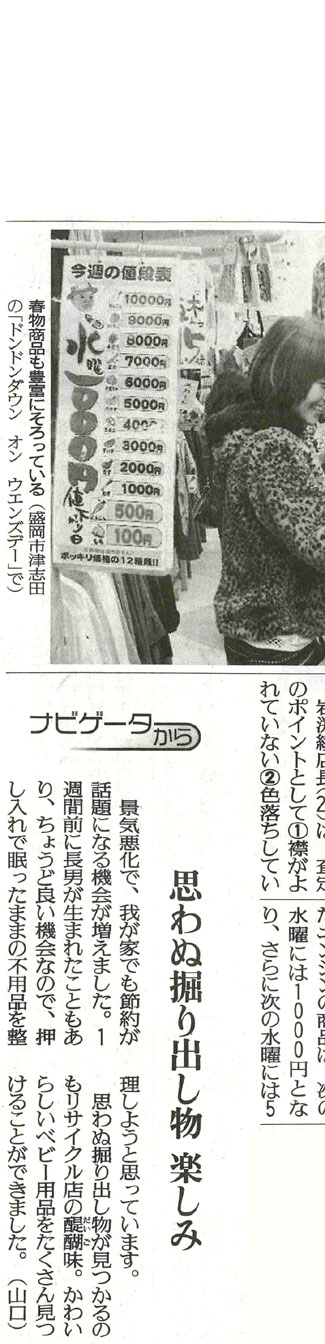 今週の値段表
10000円
9000円
8000円
7000円
6000円
5000円
3000円
2000円
1000円
500円
100円
ポッキリ価格の12種類!!
水曜
春物商品も豊富にそろっている（盛岡市津志田
の「ドンドンダウン オン ウエンズデー」で）
のポイントとして①襟がよ
れていない②色落ちしてい
水曜には1000円とな
り、さらに次の水曜には5
ナビゲータから
思わぬ掘り出し物 楽しみ
景気悪化で、我が家でも節約が
話題になる機会が増えました。1
週間前に長男が生まれたこともあ
り、ちょうど良い機会なので、押
し入れで眠ったままの不用品を整
理しようと思っています。
思わぬ掘り出し物が見つかるの
もリサイクル店の醍醐味。かわい
らしいベビー用品をたくさん見つ
けることができました。（山口）